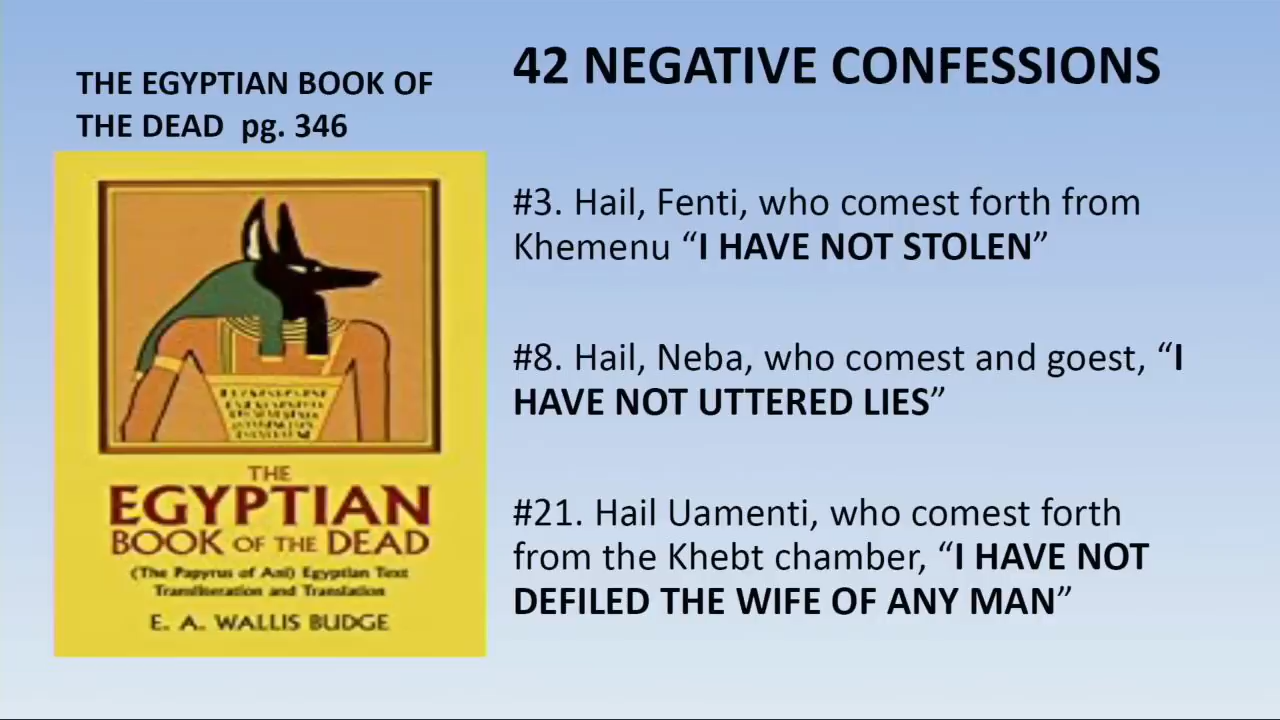 THE EGYPTIAN BOOK OF
THE DEAD pg. 346
42 NEGATIVE CONFESSIONS
#3. Hail, Fenti, who comest forth from
Khemenu “I HAVE NOT STOLEN”
#8. Hail, Neba, who comest and goest, “I
HAVE NOT UTTERED LIES”
#21. Hail Uamenti, who comest forth
from the Khebt chamber, “I HAVE NOT
DEFILED THE WIFE OF ANY MAN”
THE
EGYPTIAN
BOOK OF THE DEAD
(The Papyrus of Ani) Egyptian Text
Transliteration and Translation
E. A. WALLIS BUDGE